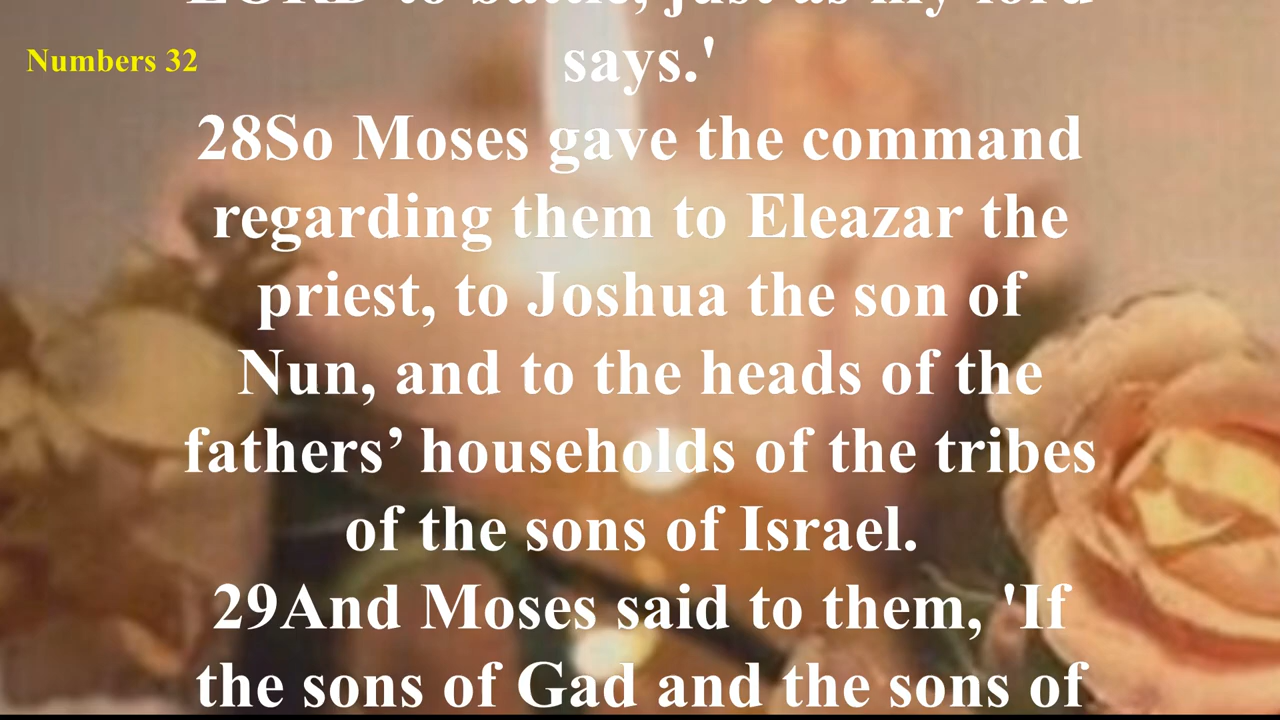 LORD to battle, just as my lord
Numbers 32
says.'
28So Moses gave the command
regarding them to Eleazar the
priest, to Joshua the son of
Nun, and to the heads of the
fathers’ households of the tribes
of the sons of Israel.
29And Moses said to them, 'If
the sons of Gad and the sons of